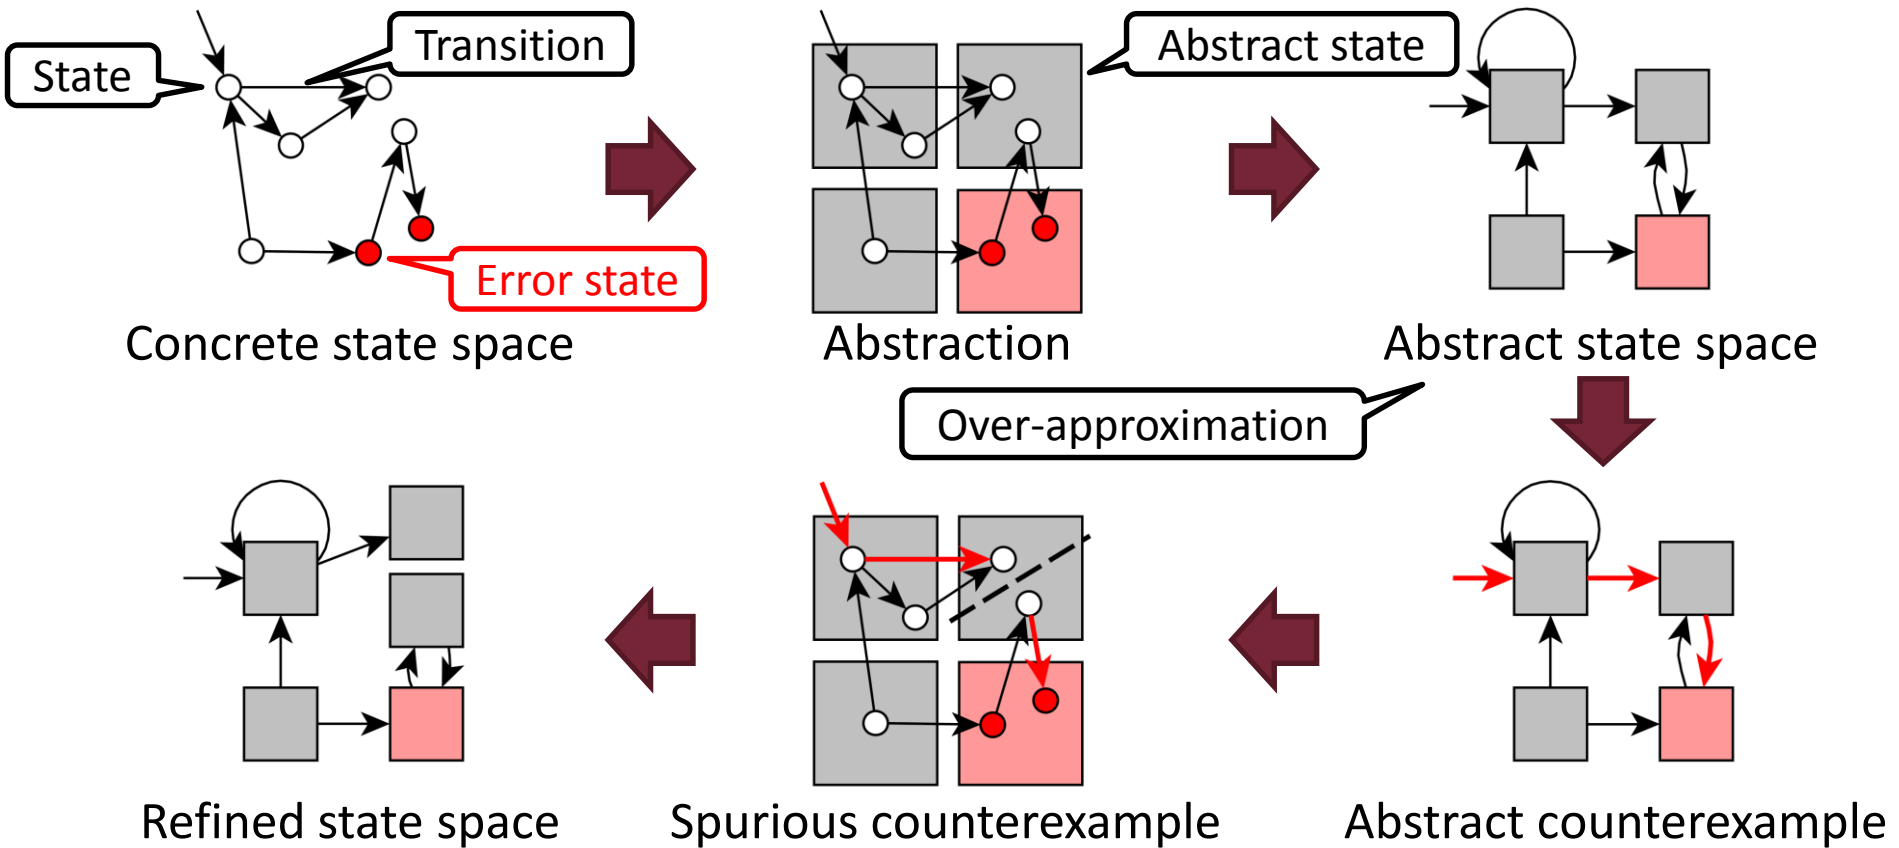 State
Transition
Abstract state
Error state
Concrete state space
Abstraction
Abstract state space
Over-approximation
Refined state space
Spurious counterexample
Abstract counterexample